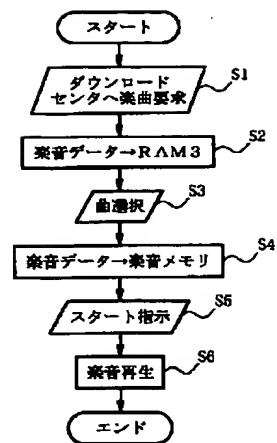 スタート
S1
ダウンロード
センタへ楽曲要求
S2
楽音データ→RAM3
S3
曲選択
S4
楽音データ→楽音メモリ
S5
スタート指示
S6
楽音再生
エンド